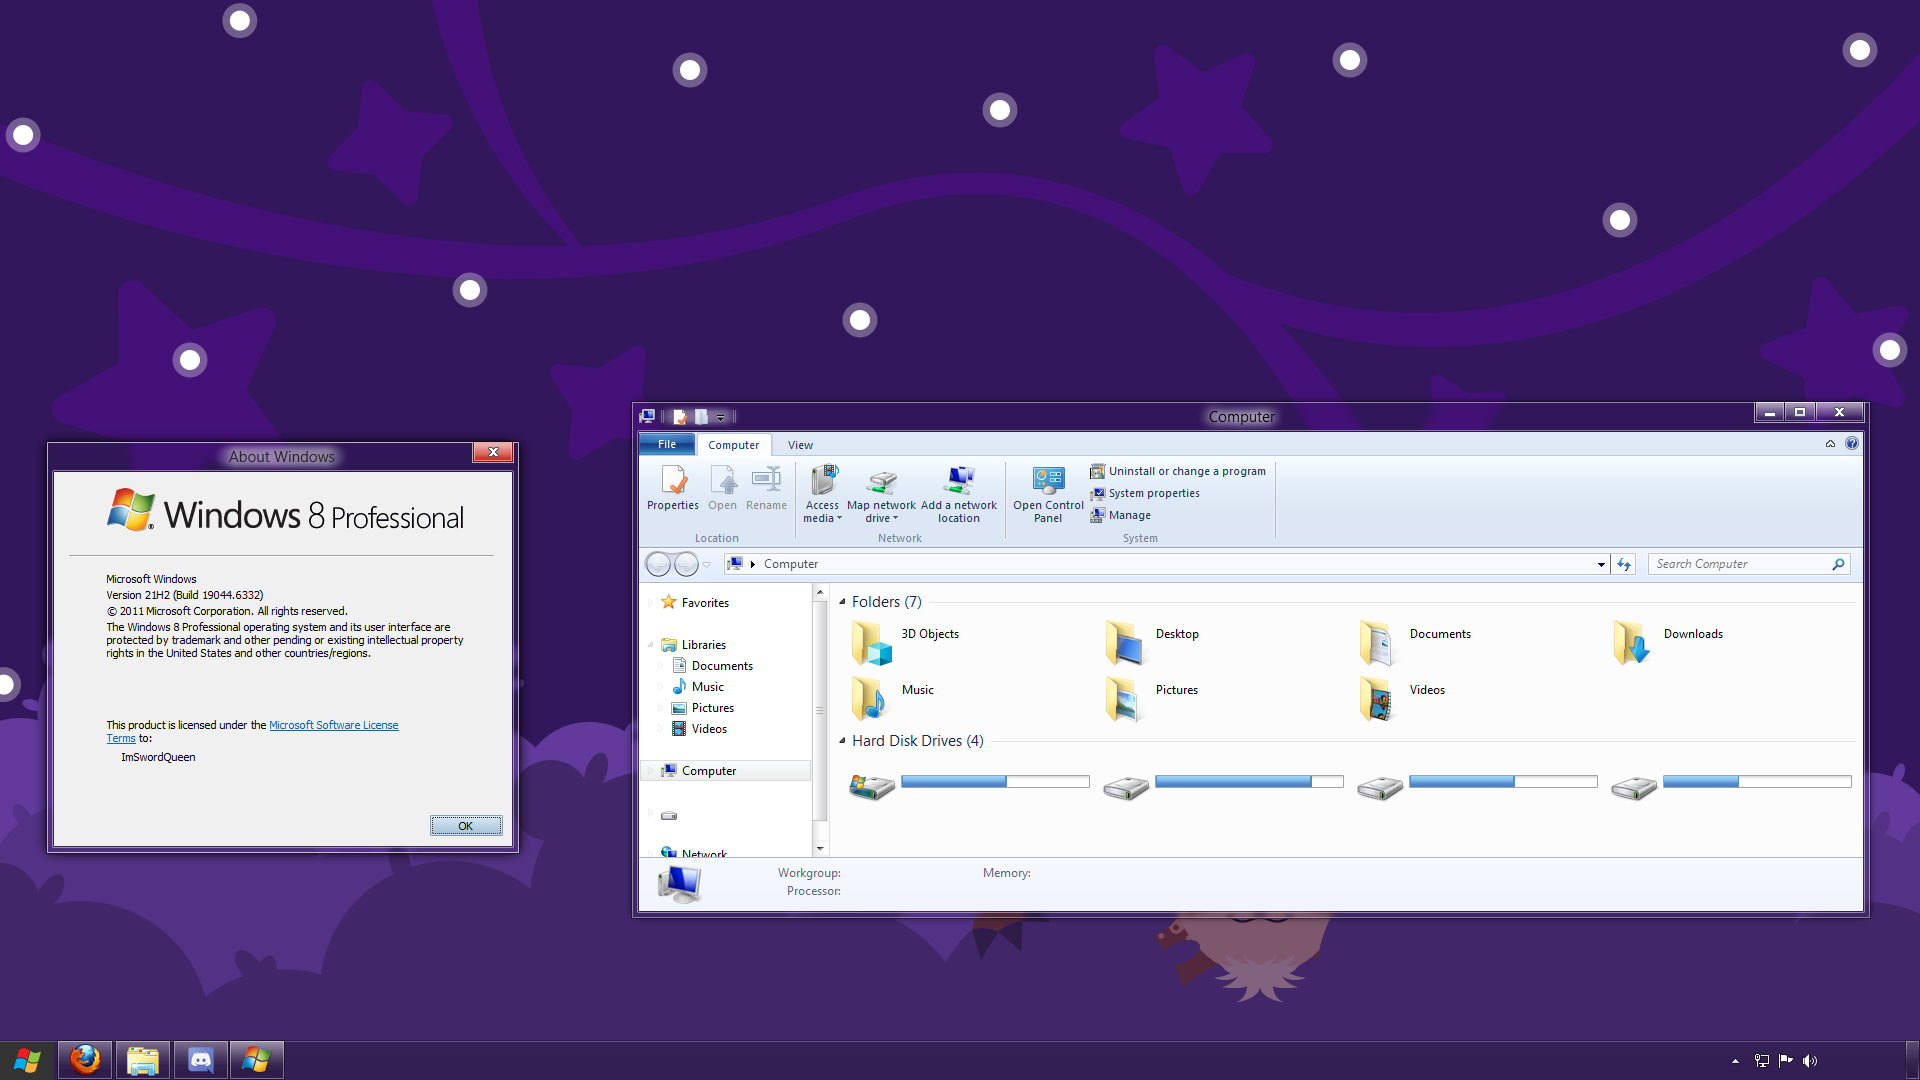 About Windows
Windows 8 Professional
Microsoft Windows
Version 21H2 (Build 19044.6332)
© 2011 Microsoft Corporation. All rights reserved.
The Windows 8 Professional operating system and its user interface are
protected by trademark and other pending or existing intellectual property
rights in the United States and other countries/regions.
This product is licensed under the Microsoft Software License
Terms to:
ImSwordQueen
OK
Computer
File Computer View
Properties Open Rename
Location
Access
media
Map network
drive
Add a network
location
Network
Open Control
Panel
Uninstall or change a program
System properties
Manage
System
Computer
Search Computer
Favorites
Libraries
Documents
Music
Pictures
Videos
Computer
Network
Folders (7)
3D Objects Desktop Documents Downloads
Music Pictures Videos
Hard Disk Drives (4)
Workgroup: Memory:
Processor: